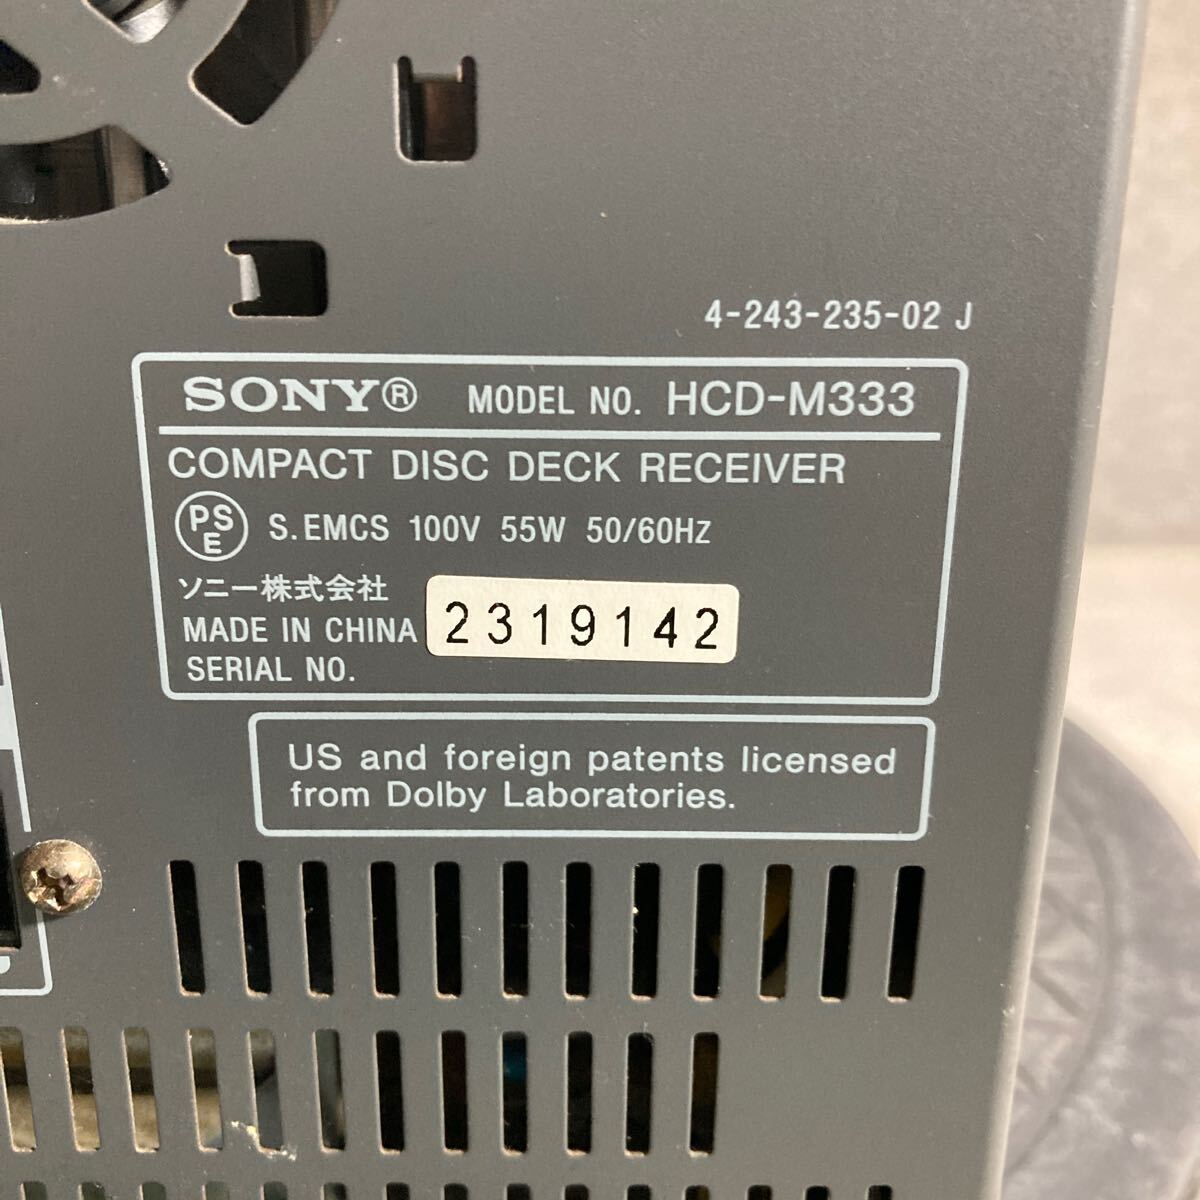 4-243-235-02 J
SONY® MODEL NO. HCD-M333
COMPACT DISC DECK RECEIVER
PSE S.EMCS 100V 55W 50/60Hz
ソニー株式会社
MADE IN CHINA
SERIAL NO.
2319142
US and foreign patents licensed
from Dolby Laboratories.